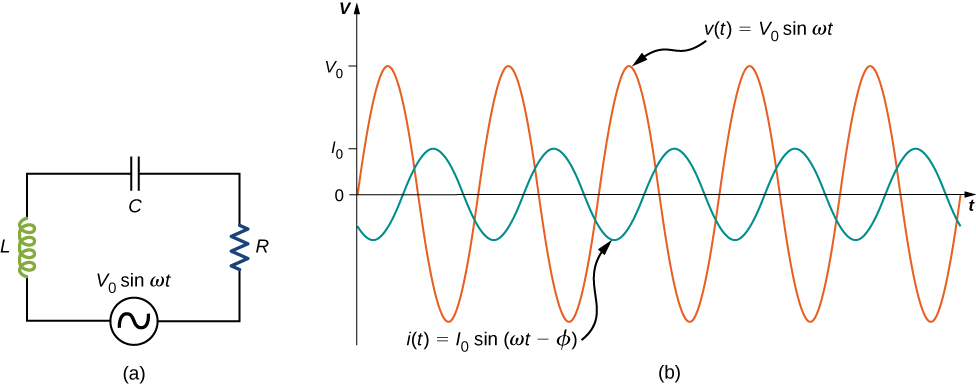 C
L
R
V₀ sin ωt
(a)
V
v(t) = V₀ sin ωt
V₀
I₀
0
t
i(t) = I₀ sin (ωt − ϕ)
(b)